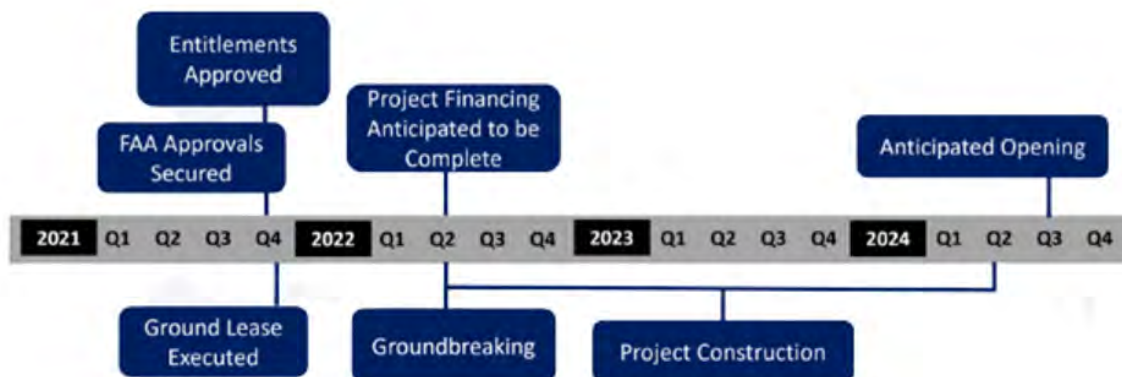 Entitlements
Approved
FAA Approvals
Secured
Project Financing
Anticipated to be
Complete
Anticipated Opening
2021 Q1 Q2 Q3 Q4 2022 Q1 Q2 Q3 Q4 2023 Q1 Q2 Q3 Q4 2024 Q1 Q2 Q3 Q4
Ground Lease
Executed
Groundbreaking
Project Construction